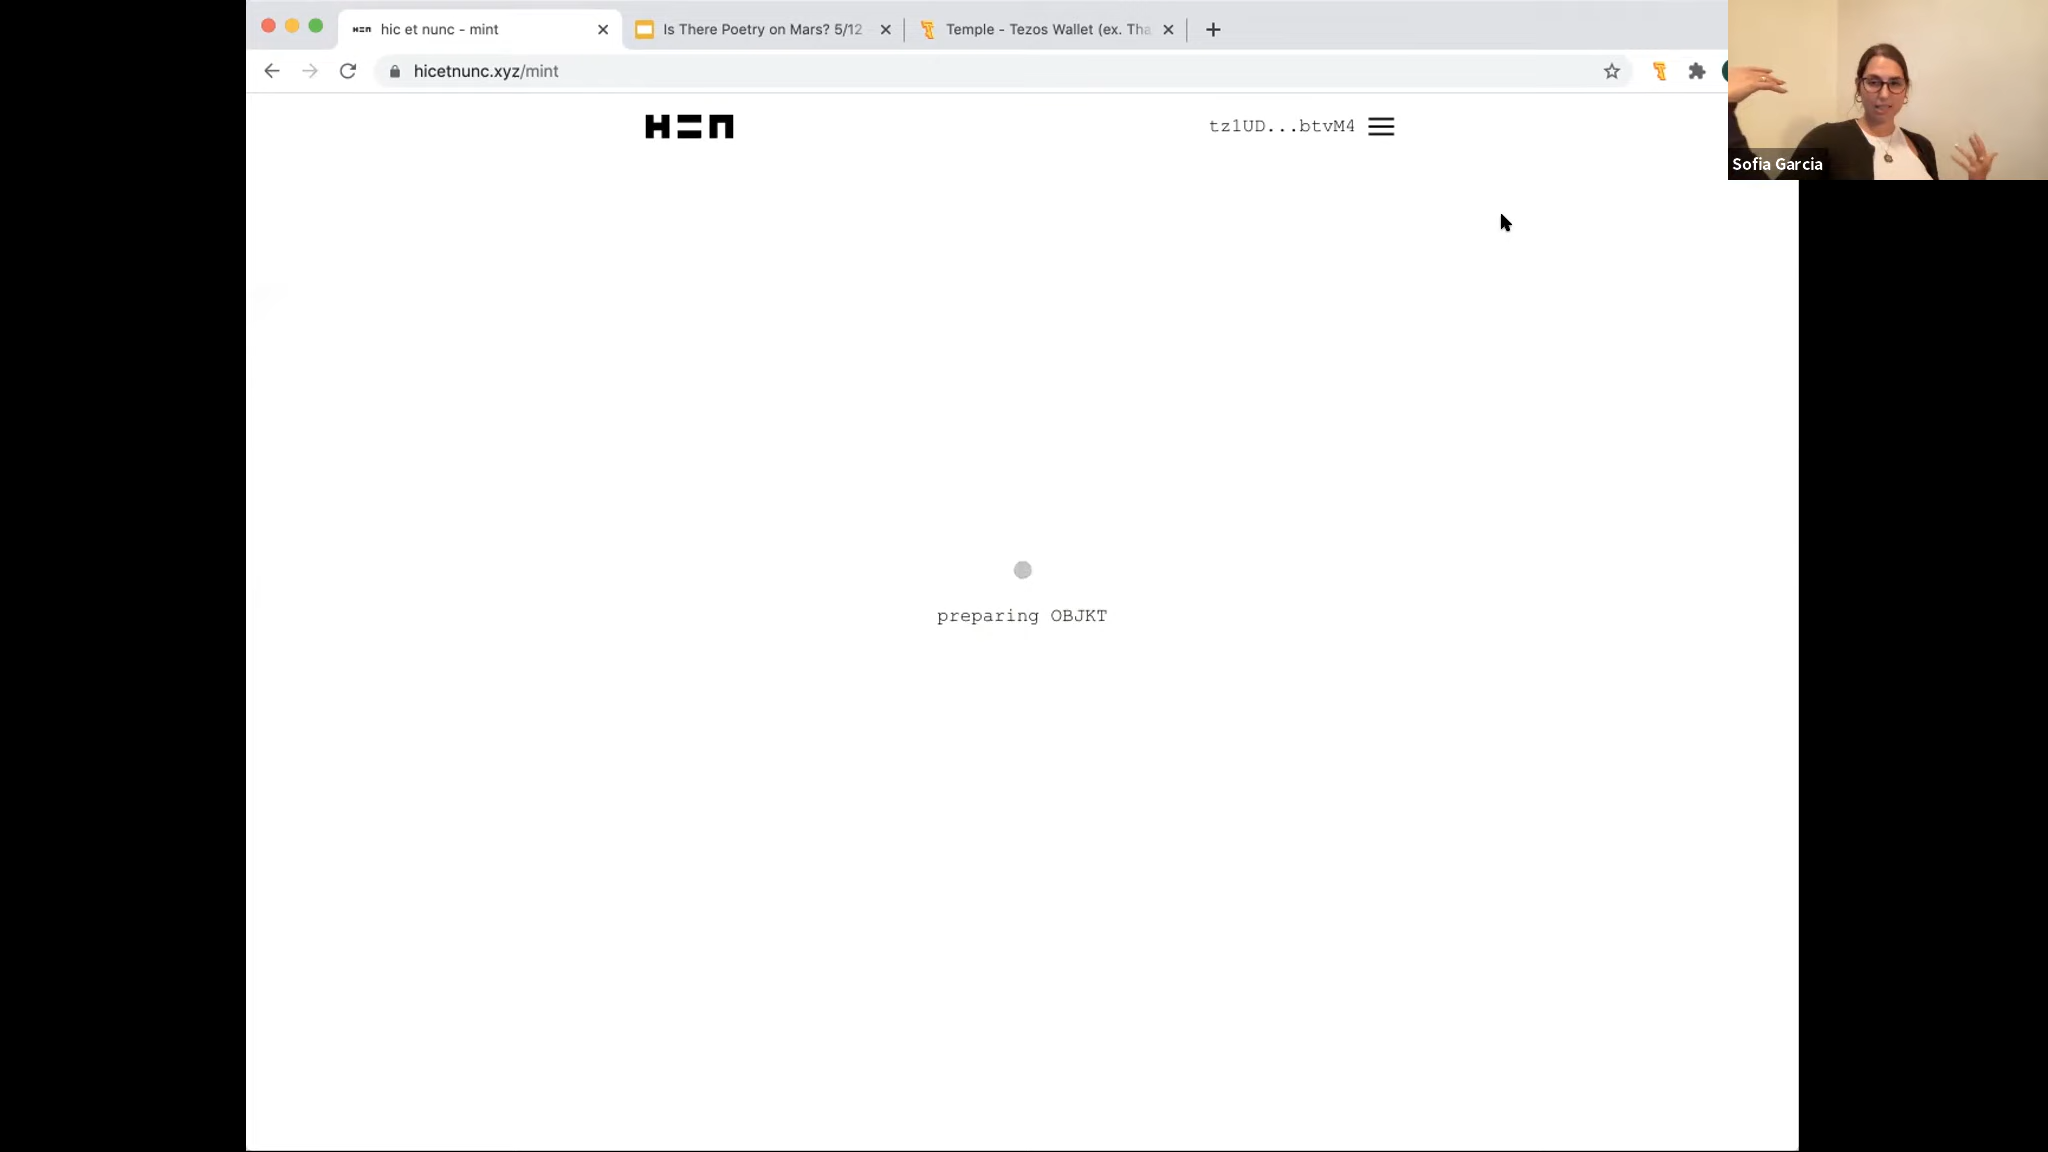 hic et nunc - mint
Is There Poetry on Mars? 5/12
Temple - Tezos Wallet (ex. Tha
hicetnunc.xyz/mint
H=N
tz1UD...btvM4
Sofia Garcia
preparing OBJKT